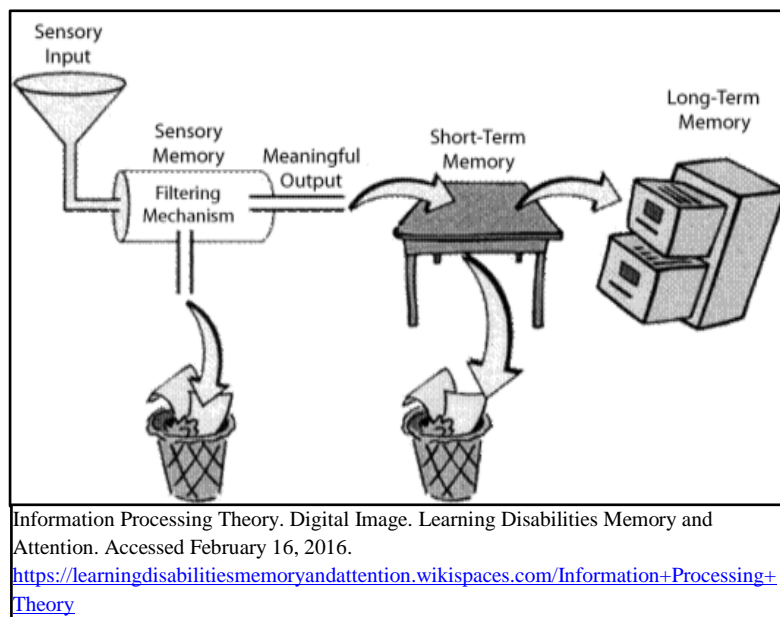 Sensory
Input
Sensory
Memory
Filtering
Mechanism
Meaningful
Output
Short-Term
Memory
Long-Term
Memory
Information Processing Theory. Digital Image. Learning Disabilities Memory and
Attention. Accessed February 16, 2016.
https://learningdisabilitiesmemoryandattention.wikispaces.com/Information+Processing+
Theory